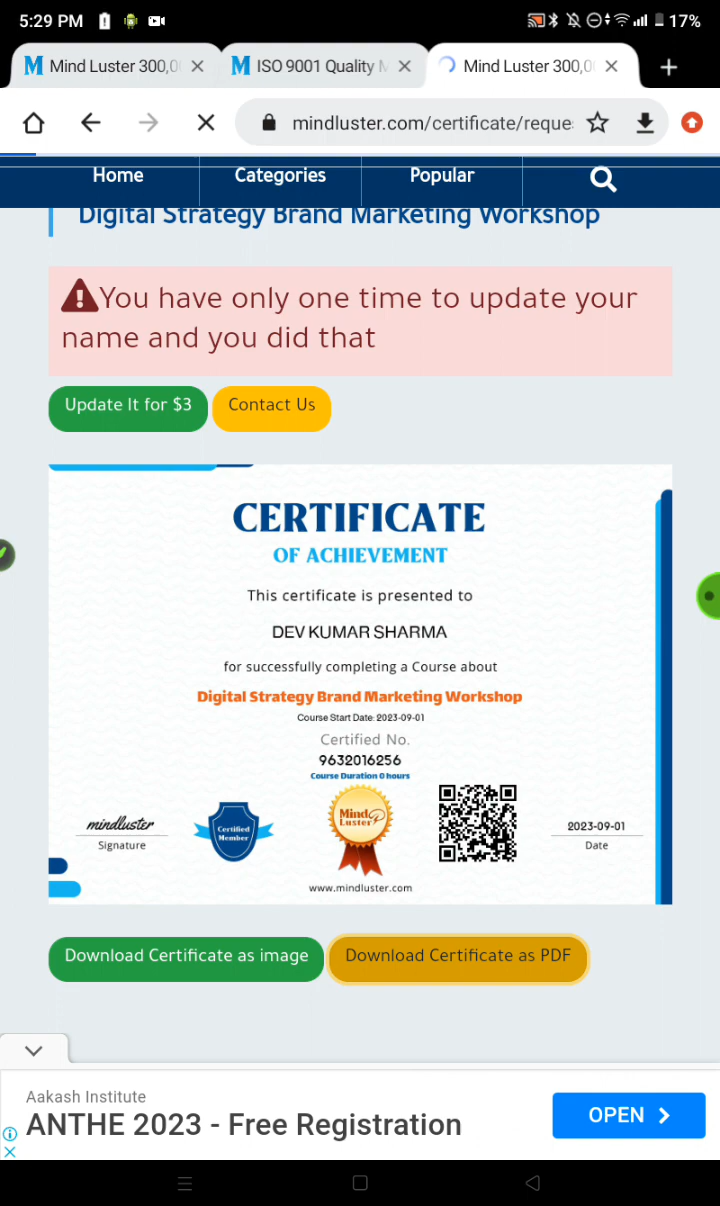 5:29 PM
17%
Mind Luster 300,0
ISO 9001 Quality M
Mind Luster 300,0
mindluster.com/certificate/reque
Home
Categories
Popular
Digital Strategy Brand Marketing Workshop
You have only one time to update your
name and you did that
Update It for $3
Contact Us
CERTIFICATE
OF ACHIEVEMENT
This certificate is presented to
DEV KUMAR SHARMA
for successfully completing a Course about
Digital Strategy Brand Marketing Workshop
Course Start Date: 2023-09-01
Certified No.
9632016256
Course Duration 0 hours
mindluster
Signature
Certified
Member
Mind
Luster
2023-09-01
Date
www.mindluster.com
Download Certificate as image
Download Certificate as PDF
Aakash Institute
ANTHE 2023 - Free Registration
OPEN